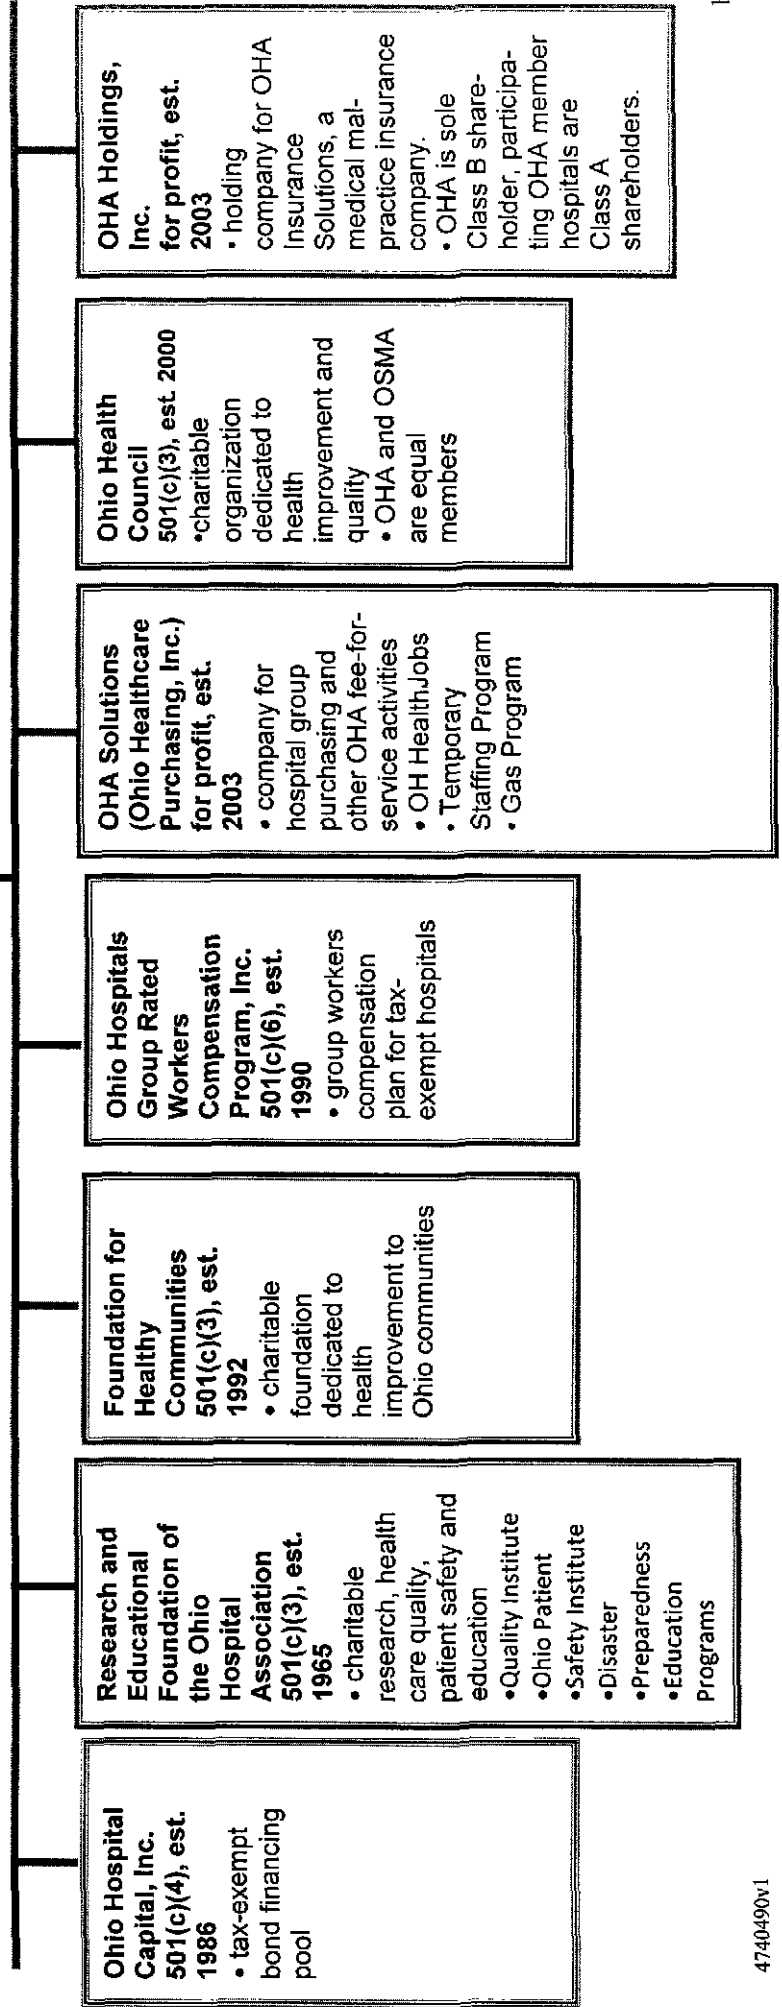 Ohio Hospital
Capital, Inc.
501(c)(4), est.
1986
• tax-exempt
bond financing
pool
Research and
Educational
Foundation of
the Ohio
Hospital
Association
501(c)(3), est.
1965
• charitable
research, health
care quality,
patient safety and
education
•Quality Institute
•Ohio Patient
•Safety Institute
•Disaster
•Preparedness
•Education
Programs
Foundation for
Healthy
Communities
501(c)(3), est.
1992
• charitable
foundation
dedicated to
health
improvement to
Ohio communities
Ohio Hospitals
Group Rated
Workers
Compensation
Program, Inc.
501(c)(6), est.
1990
• group workers
compensation
plan for tax-
exempt hospitals
OHA Solutions
(Ohio Healthcare
Purchasing, Inc.)
for profit, est.
2003
• company for
hospital group
purchasing and
other OHA fee-for-
service activities
• OH HealthJobs
• Temporary
Staffing Program
• Gas Program
Ohio Health
Council
501(c)(3), est. 2000
•charitable
organization
dedicated to
health
improvement and
quality
• OHA and OSMA
are equal
members
OHA Holdings,
Inc.
for profit, est.
2003
• holding
company for OHA
Insurance
Solutions, a
medical mal-
practice insurance
company.
• OHA is sole
Class B share-
holder, participa-
ting OHA member
hospitals are
Class A
shareholders.
4740490v1